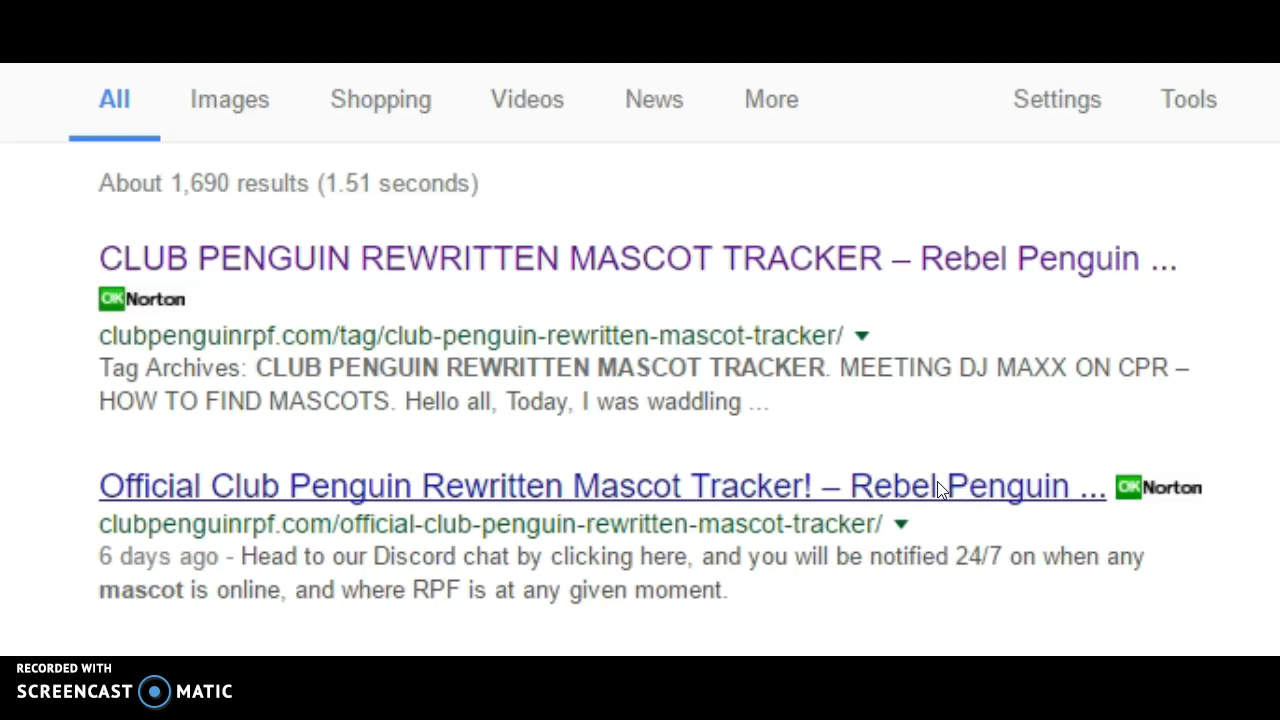 All Images Shopping Videos News More Settings Tools
About 1,690 results (1.51 seconds)
CLUB PENGUIN REWRITTEN MASCOT TRACKER – Rebel Penguin ...
OK Norton
clubpenguinrpf.com/tag/club-penguin-rewritten-mascot-tracker/
Tag Archives: CLUB PENGUIN REWRITTEN MASCOT TRACKER. MEETING DJ MAXX ON CPR –
HOW TO FIND MASCOTS. Hello all, Today, I was waddling ...
Official Club Penguin Rewritten Mascot Tracker! – Rebel Penguin ... OK Norton
clubpenguinrpf.com/official-club-penguin-rewritten-mascot-tracker/
6 days ago - Head to our Discord chat by clicking here, and you will be notified 24/7 on when any
mascot is online, and where RPF is at any given moment.
RECORDED WITH
SCREENCAST MATIC